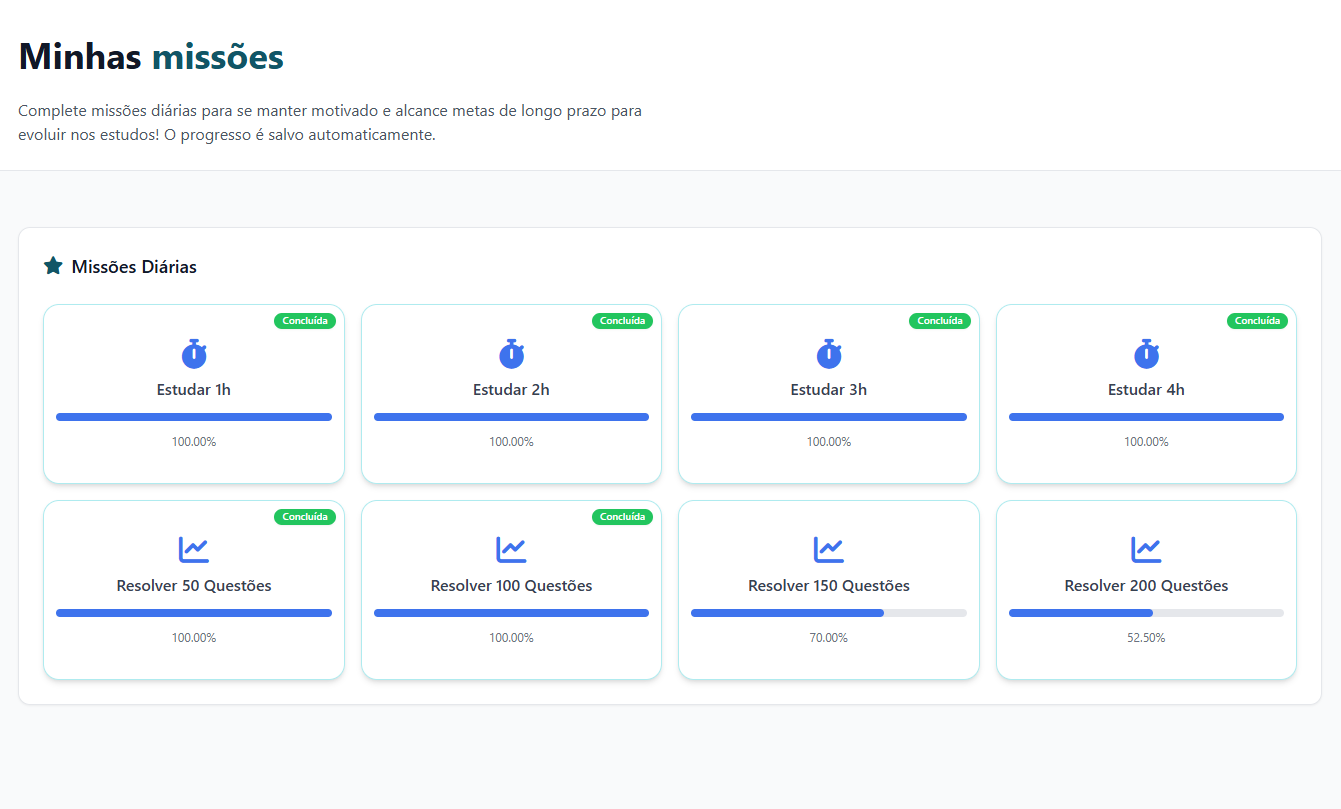 Minhas missões
Complete missões diárias para se manter motivado e alcance metas de longo prazo para
evoluir nos estudos! O progresso é salvo automaticamente.
Missões Diárias
Concluída
Estudar 1h
100.00%
Concluída
Estudar 2h
100.00%
Concluída
Estudar 3h
100.00%
Concluída
Estudar 4h
100.00%
Concluída
Resolver 50 Questões
100.00%
Concluída
Resolver 100 Questões
100.00%
Resolver 150 Questões
70.00%
Resolver 200 Questões
52.50%